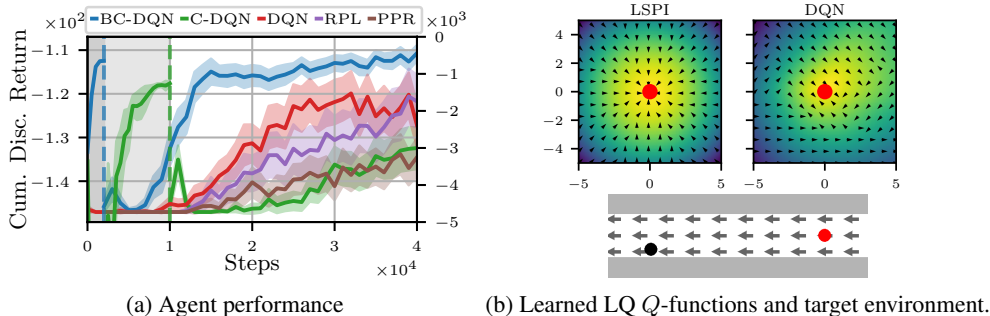 ×10²
BC-DQN C-DQN DQN RPL PPR
×10³
Cum. Disc. Return
−1.1
−1.2
−1.3
−1.4
0
−1
−2
−3
−4
−5
0 1 2 3 4
Steps
×10⁴
(a) Agent performance
LSPI DQN
4
2
0
−2
−4
−5 0 5 −5 0 5
(b) Learned LQ Q-functions and target environment.